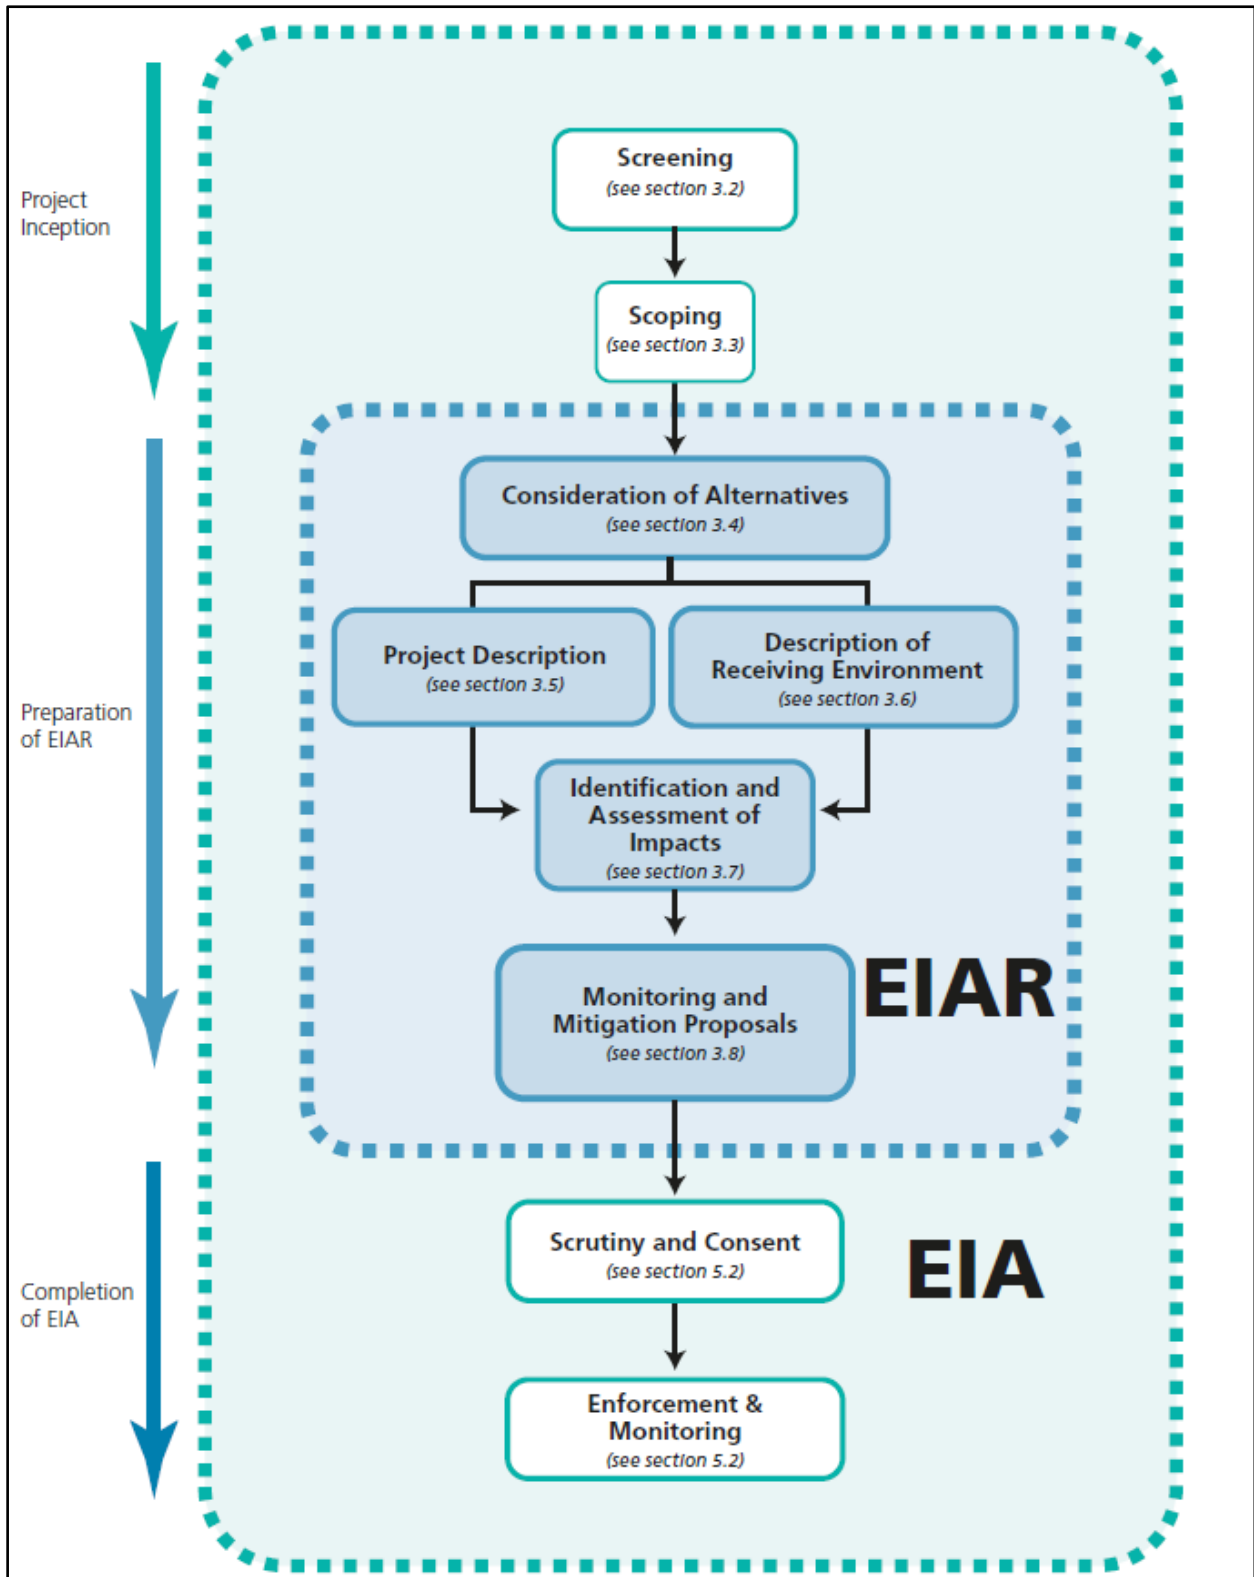 Project
Inception
Screening
(see section 3.2)
Scoping
(see section 3.3)
Preparation
of EIAR
Consideration of Alternatives
(see section 3.4)
Project Description
(see section 3.5)
Description of
Receiving Environment
(see section 3.6)
Identification and
Assessment of
Impacts
(see section 3.7)
Monitoring and
Mitigation Proposals
(see section 3.8)
EIAR
Completion
of EIA
Scrutiny and Consent
(see section 5.2)
EIA
Enforcement &
Monitoring
(see section 5.2)